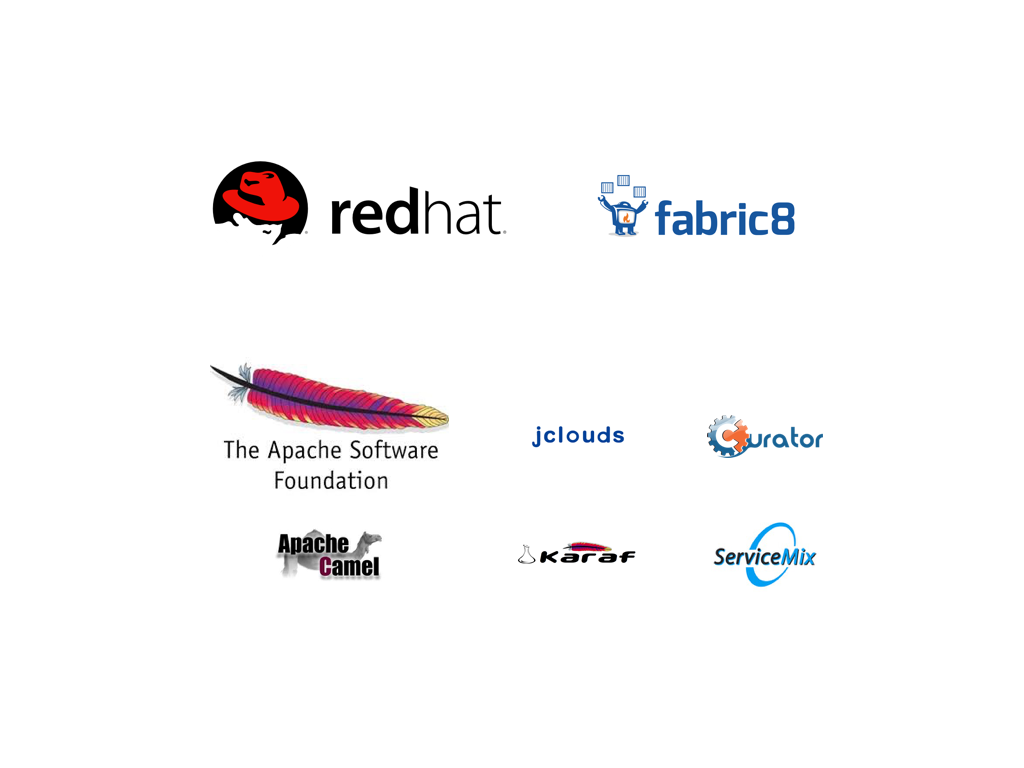 redhat
fabric8
The Apache Software
Foundation
jclouds
Curator
Apache
Camel
Karaf
ServiceMix